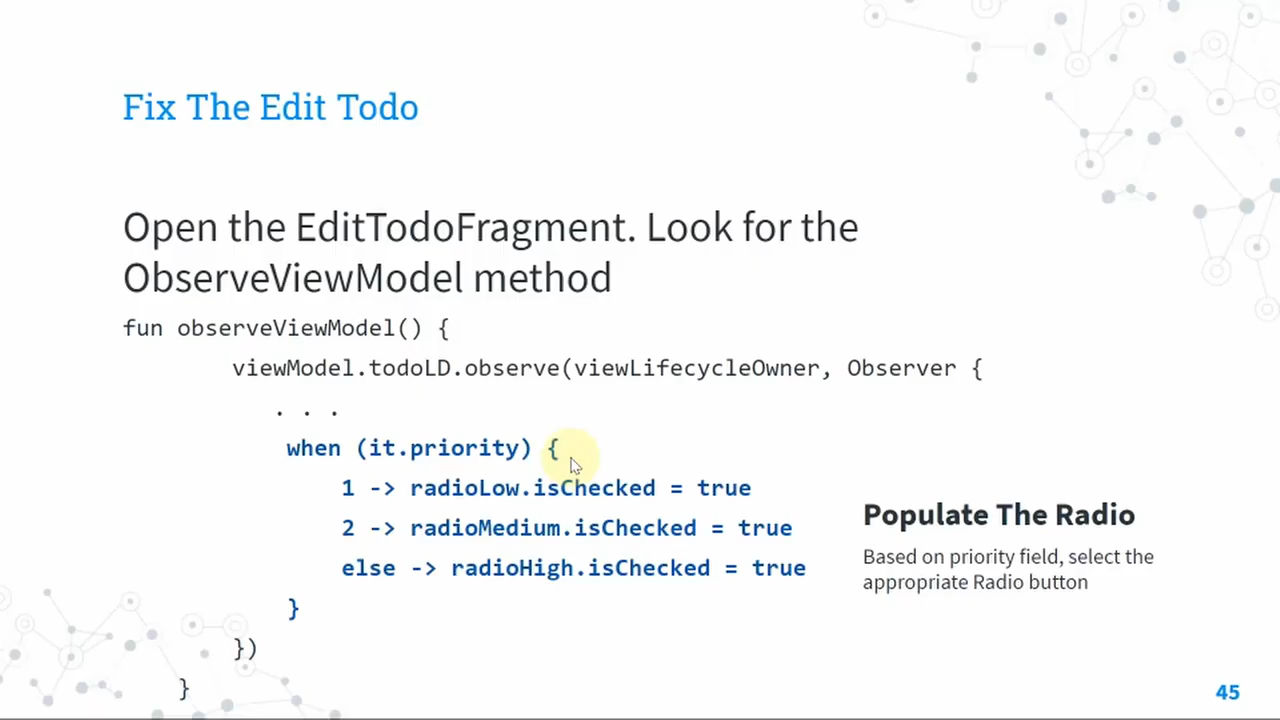 Fix The Edit Todo
Open the EditTodoFragment. Look for the
ObserveViewModel method
fun observeViewModel() {
viewModel.todoLD.observe(viewLifecycleOwner, Observer {
. . .
when (it.priority) {
1 -> radioLow.isChecked = true
2 -> radioMedium.isChecked = true
else -> radioHigh.isChecked = true
}
})
}
Populate The Radio
Based on priority field, select the
appropriate Radio button
45